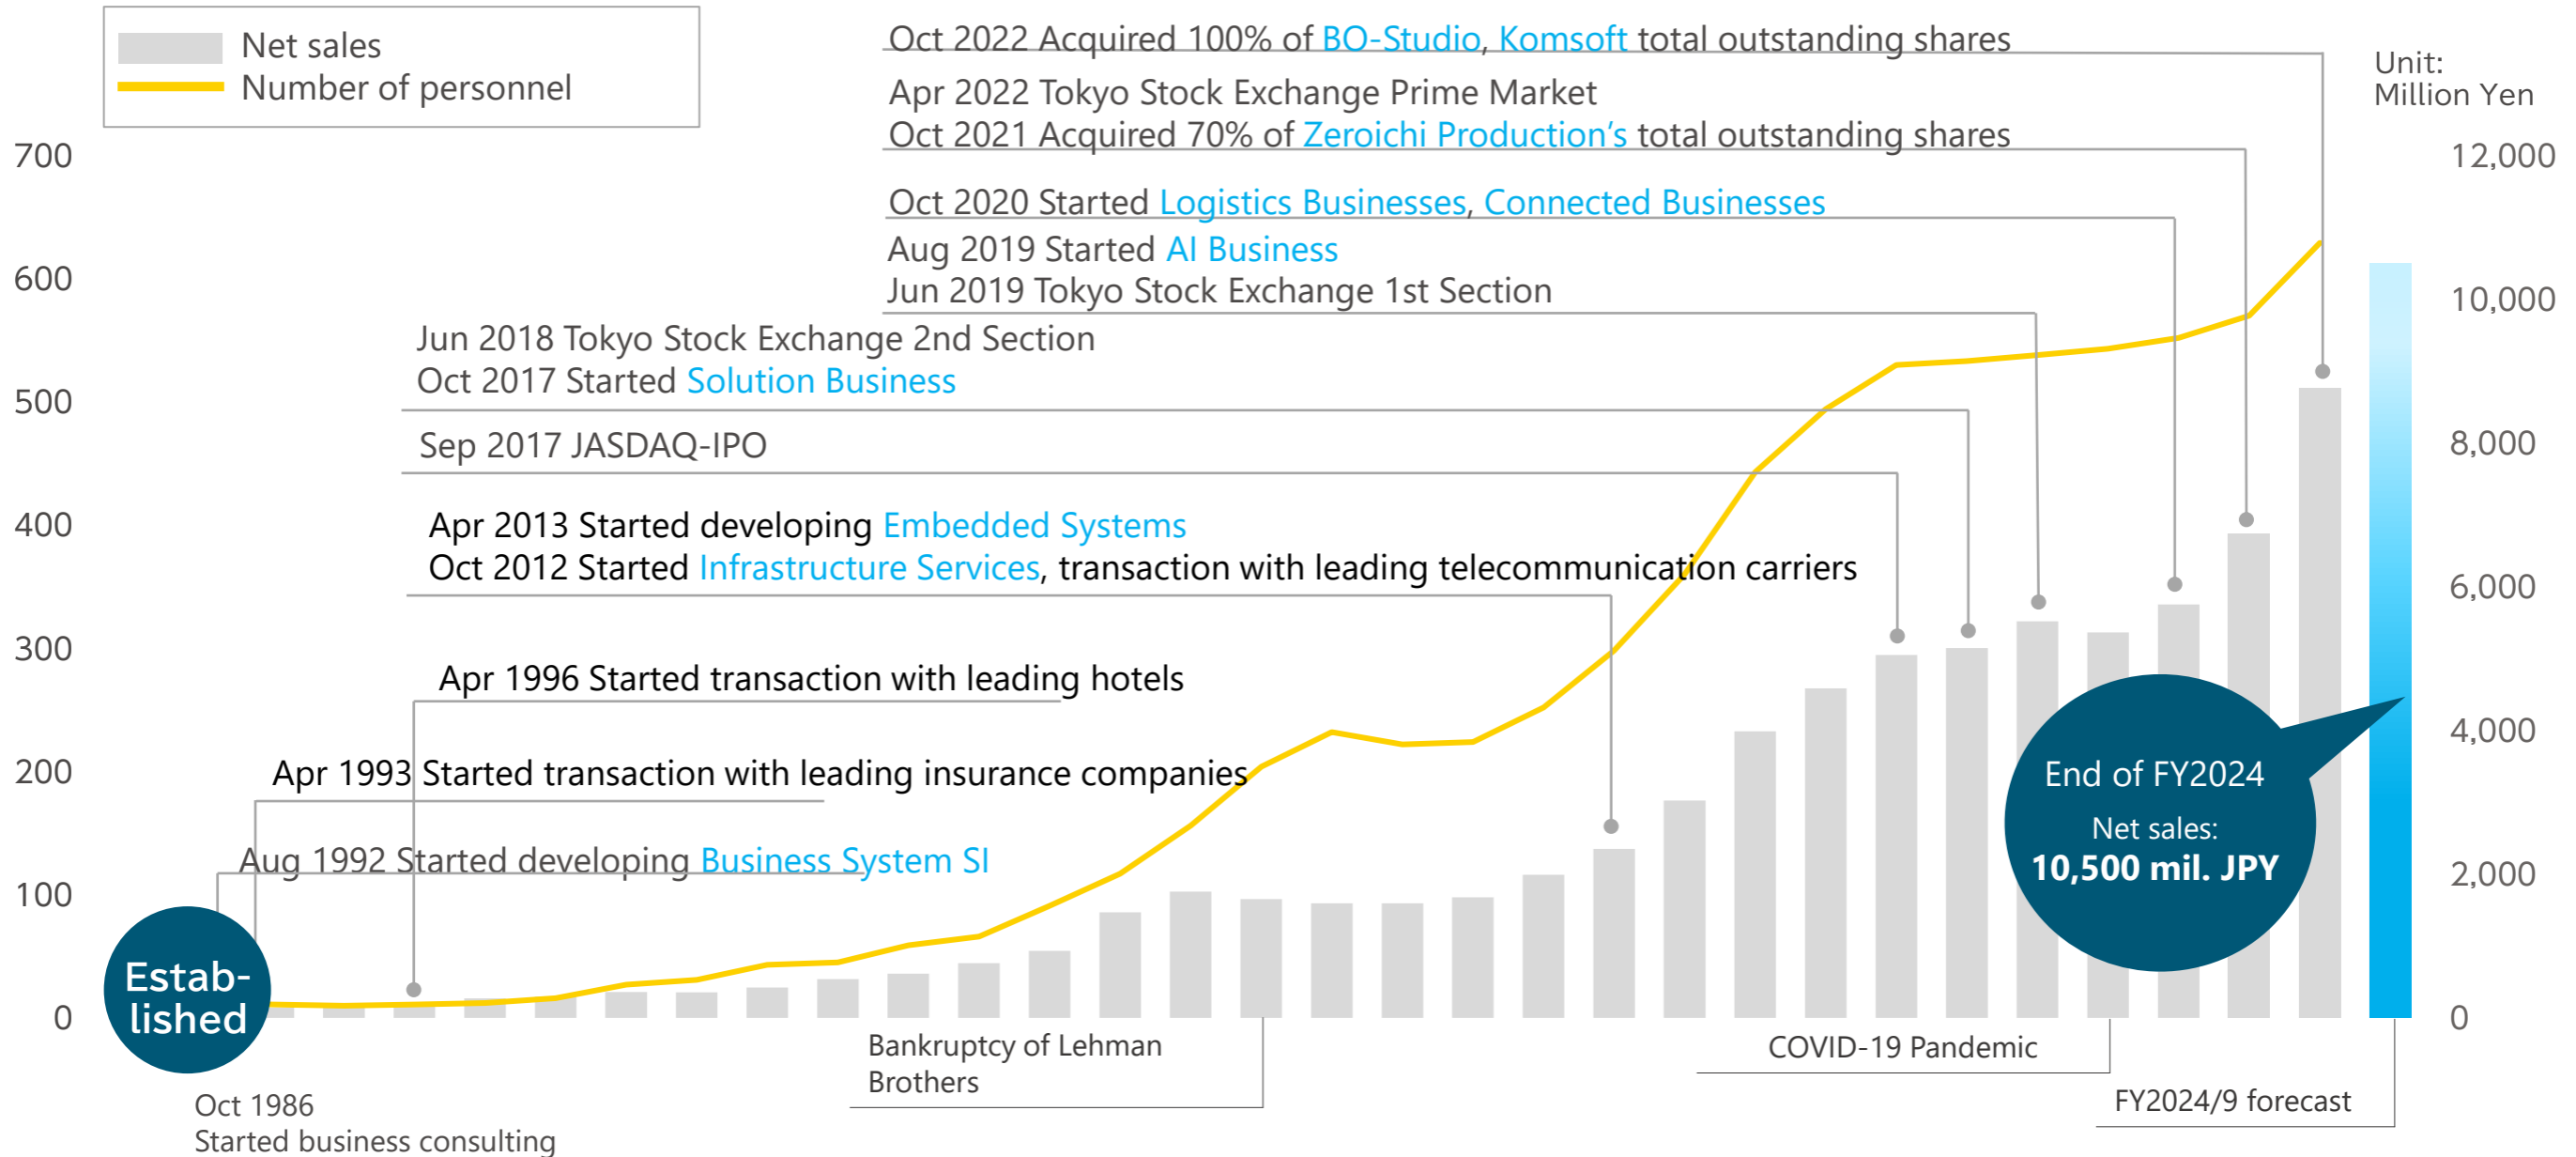 Net sales
Number of personnel
Oct 2022 Acquired 100% of BO-Studio, Komsoft total outstanding shares
Apr 2022 Tokyo Stock Exchange Prime Market
Oct 2021 Acquired 70% of Zeroichi Production’s total outstanding shares
Oct 2020 Started Logistics Businesses, Connected Businesses
Aug 2019 Started AI Business
Jun 2019 Tokyo Stock Exchange 1st Section
Jun 2018 Tokyo Stock Exchange 2nd Section
Oct 2017 Started Solution Business
Sep 2017 JASDAQ-IPO
Apr 2013 Started developing Embedded Systems
Oct 2012 Started Infrastructure Services, transaction with leading telecommunication carriers
Apr 1996 Started transaction with leading hotels
Apr 1993 Started transaction with leading insurance companies
Aug 1992 Started developing Business System SI
Estab-
lished
Oct 1986
Started business consulting
700
600
500
400
300
200
100
0
Unit:
Million Yen
12,000
10,000
8,000
6,000
4,000
2,000
0
End of FY2024
Net sales:
10,500 mil. JPY
Bankruptcy of Lehman
Brothers
COVID-19 Pandemic
FY2024/9 forecast